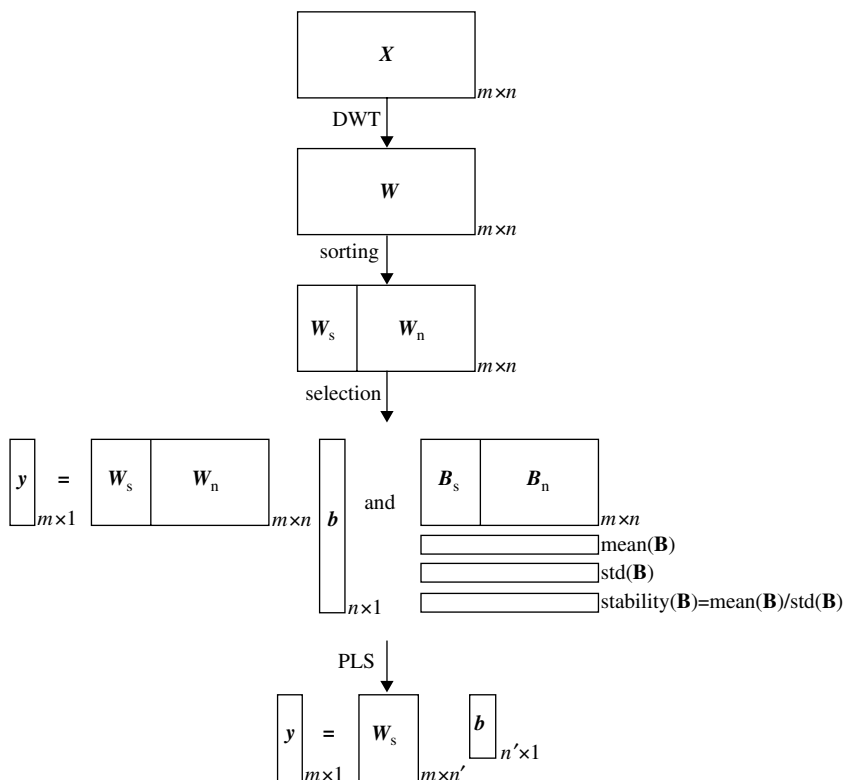 X
m×n
DWT
W
m×n
sorting
Ws Wn
m×n
selection
y m×1 = Ws Wn m×n b n×1 and Bs Bn m×n
mean(B)
std(B)
stability(B)=mean(B)/std(B)
PLS
y m×1 = Ws m×n′ b n′×1